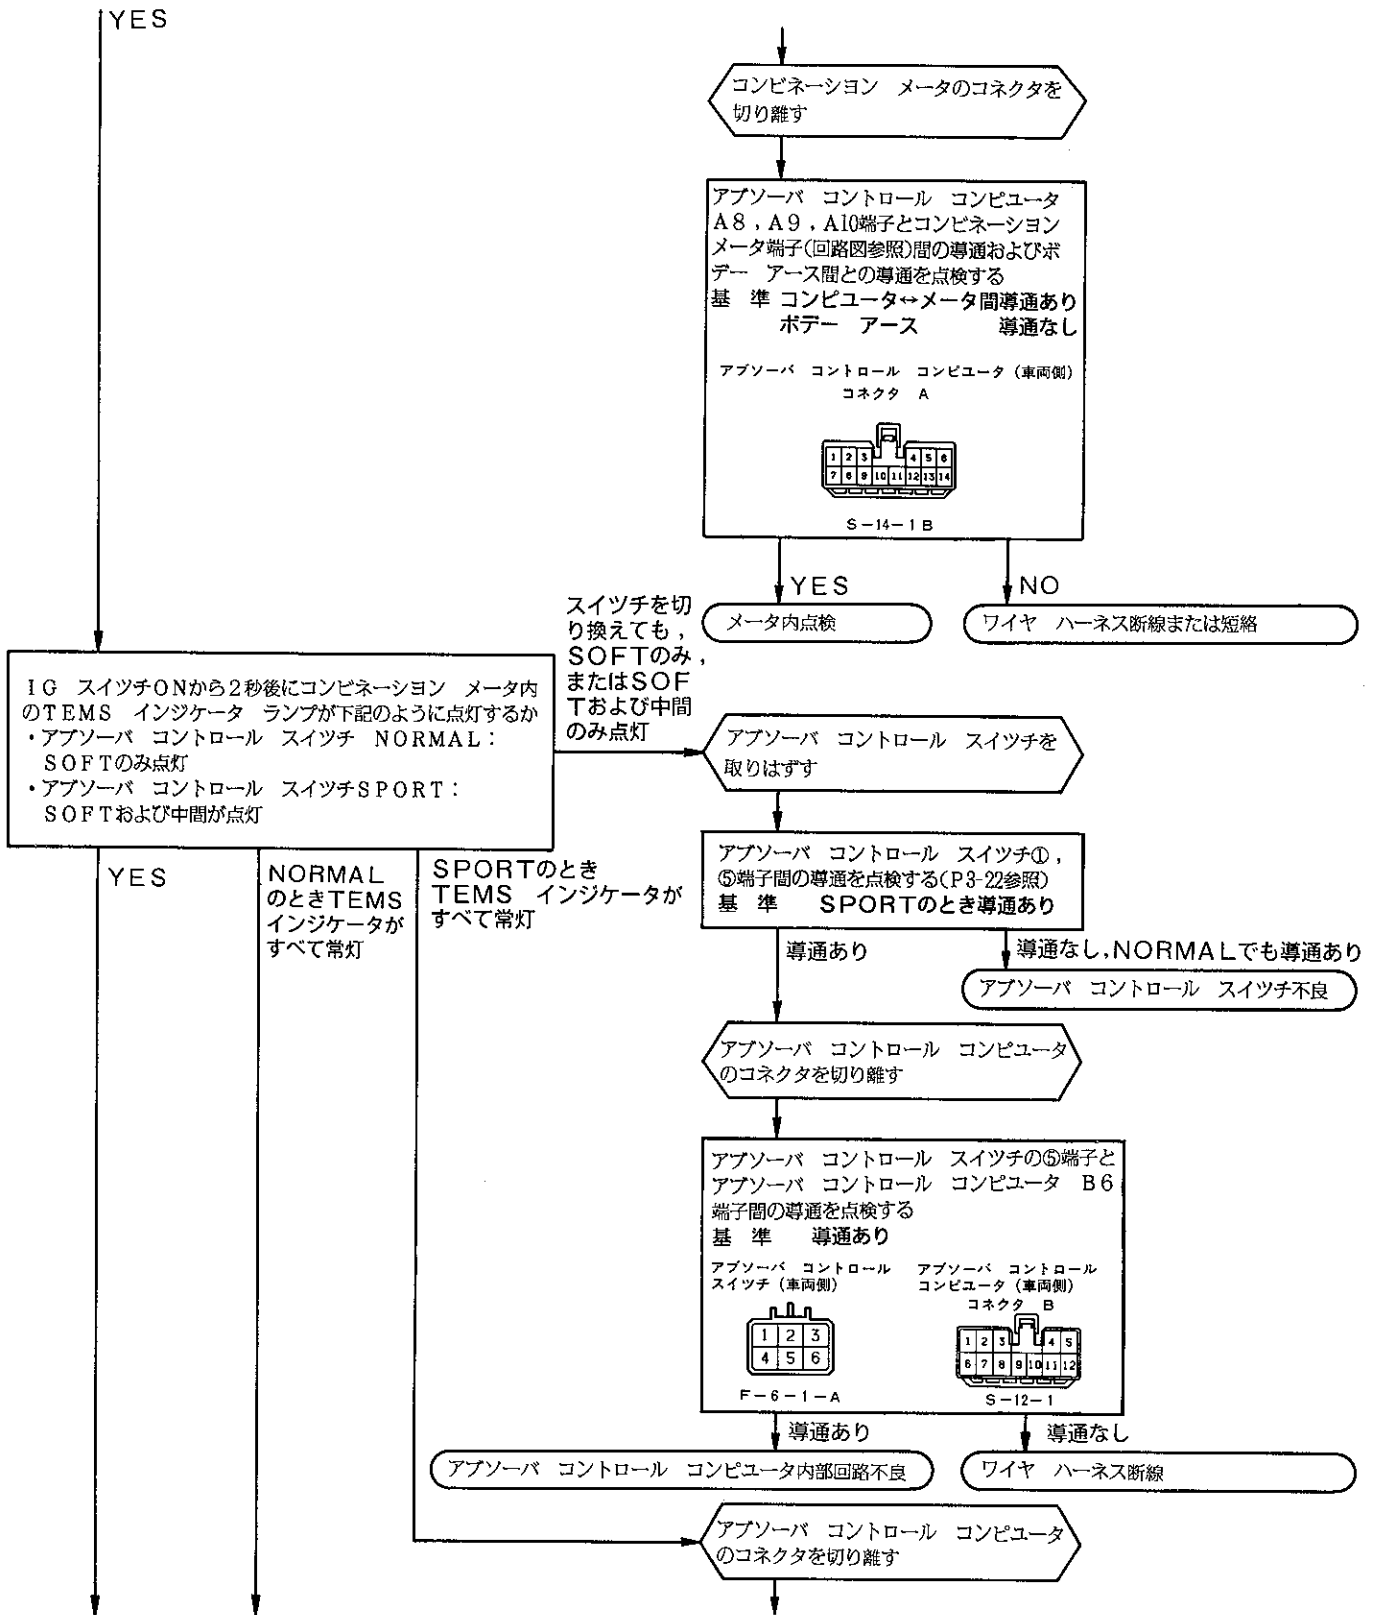 YES
コンビネーション メータのコネクタを
切り離す
アブソーバ コントロール コンピユータ
A8,A9,A10端子とコンビネーション
メータ端子(回路図参照)間の導通およびボ
デー アース間との導通を点検する
基 準 コンピユータ↔メータ間導通あり
ボデー アース 導通なし
アブソーバ コントロール コンピユータ(車両側)
コネクタ A
1 2 3 4 5 6
7 8 9 10 11 12 13 14
S-14-1B
YES
NO
メータ内点検
ワイヤ ハーネス断線または短絡
IG スイツチONから2秒後にコンビネーション メータ内
のTEMS インジケータ ランプが下記のように点灯するか
・アブソーバ コントロール スイツチ NORMAL:
SOFTのみ点灯
・アブソーバ コントロール スイツチSPORT:
SOFTおよび中間が点灯
スイツチを切
り換えても,
SOFTのみ,
またはSOF
Tおよび中間
のみ点灯
アブソーバ コントロール スイツチを
取りはずす
YES
NORMAL
のときTEMS
インジケータが
すべて常灯
SPORTのとき
TEMS インジケータが
すべて常灯
アブソーバ コントロール スイツチ①,
⑤端子間の導通を点検する(P3-22参照)
基 準 SPORTのとき導通あり
導通あり
導通なし,NORMALでも導通あり
アブソーバ コントロール スイツチ不良
アブソーバ コントロール コンピユータ
のコネクタを切り離す
アブソーバ コントロール スイツチの⑤端子と
アブソーバ コントロール コンピユータ B6
端子間の導通を点検する
基 準 導通あり
アブソーバ コントロール
スイツチ(車両側)
1 2 3
4 5 6
F-6-1-A
アブソーバ コントロール
コンピユータ(車両側)
コネクタ B
1 2 3 4 5
6 7 8 9 10 11 12
S-12-1
導通あり
導通なし
アブソーバ コントロール コンピユータ内部回路不良
ワイヤ ハーネス断線
アブソーバ コントロール コンピユータ
のコネクタを切り離す